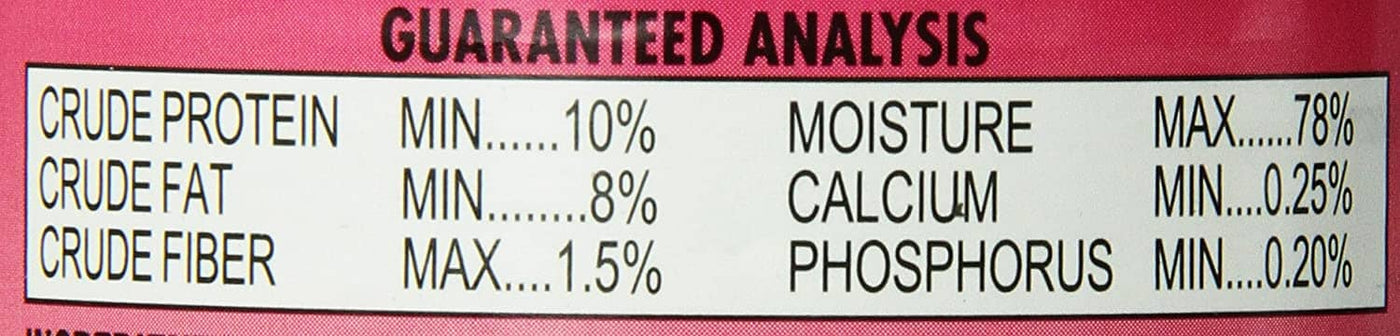 GUARANTEED ANALYSIS
CRUDE PROTEIN MIN......10% MOISTURE MAX......78%
CRUDE FAT MIN........8% CALCIUM MIN....0.25%
CRUDE FIBER MAX....1.5% PHOSPHORUS MIN....0.20%